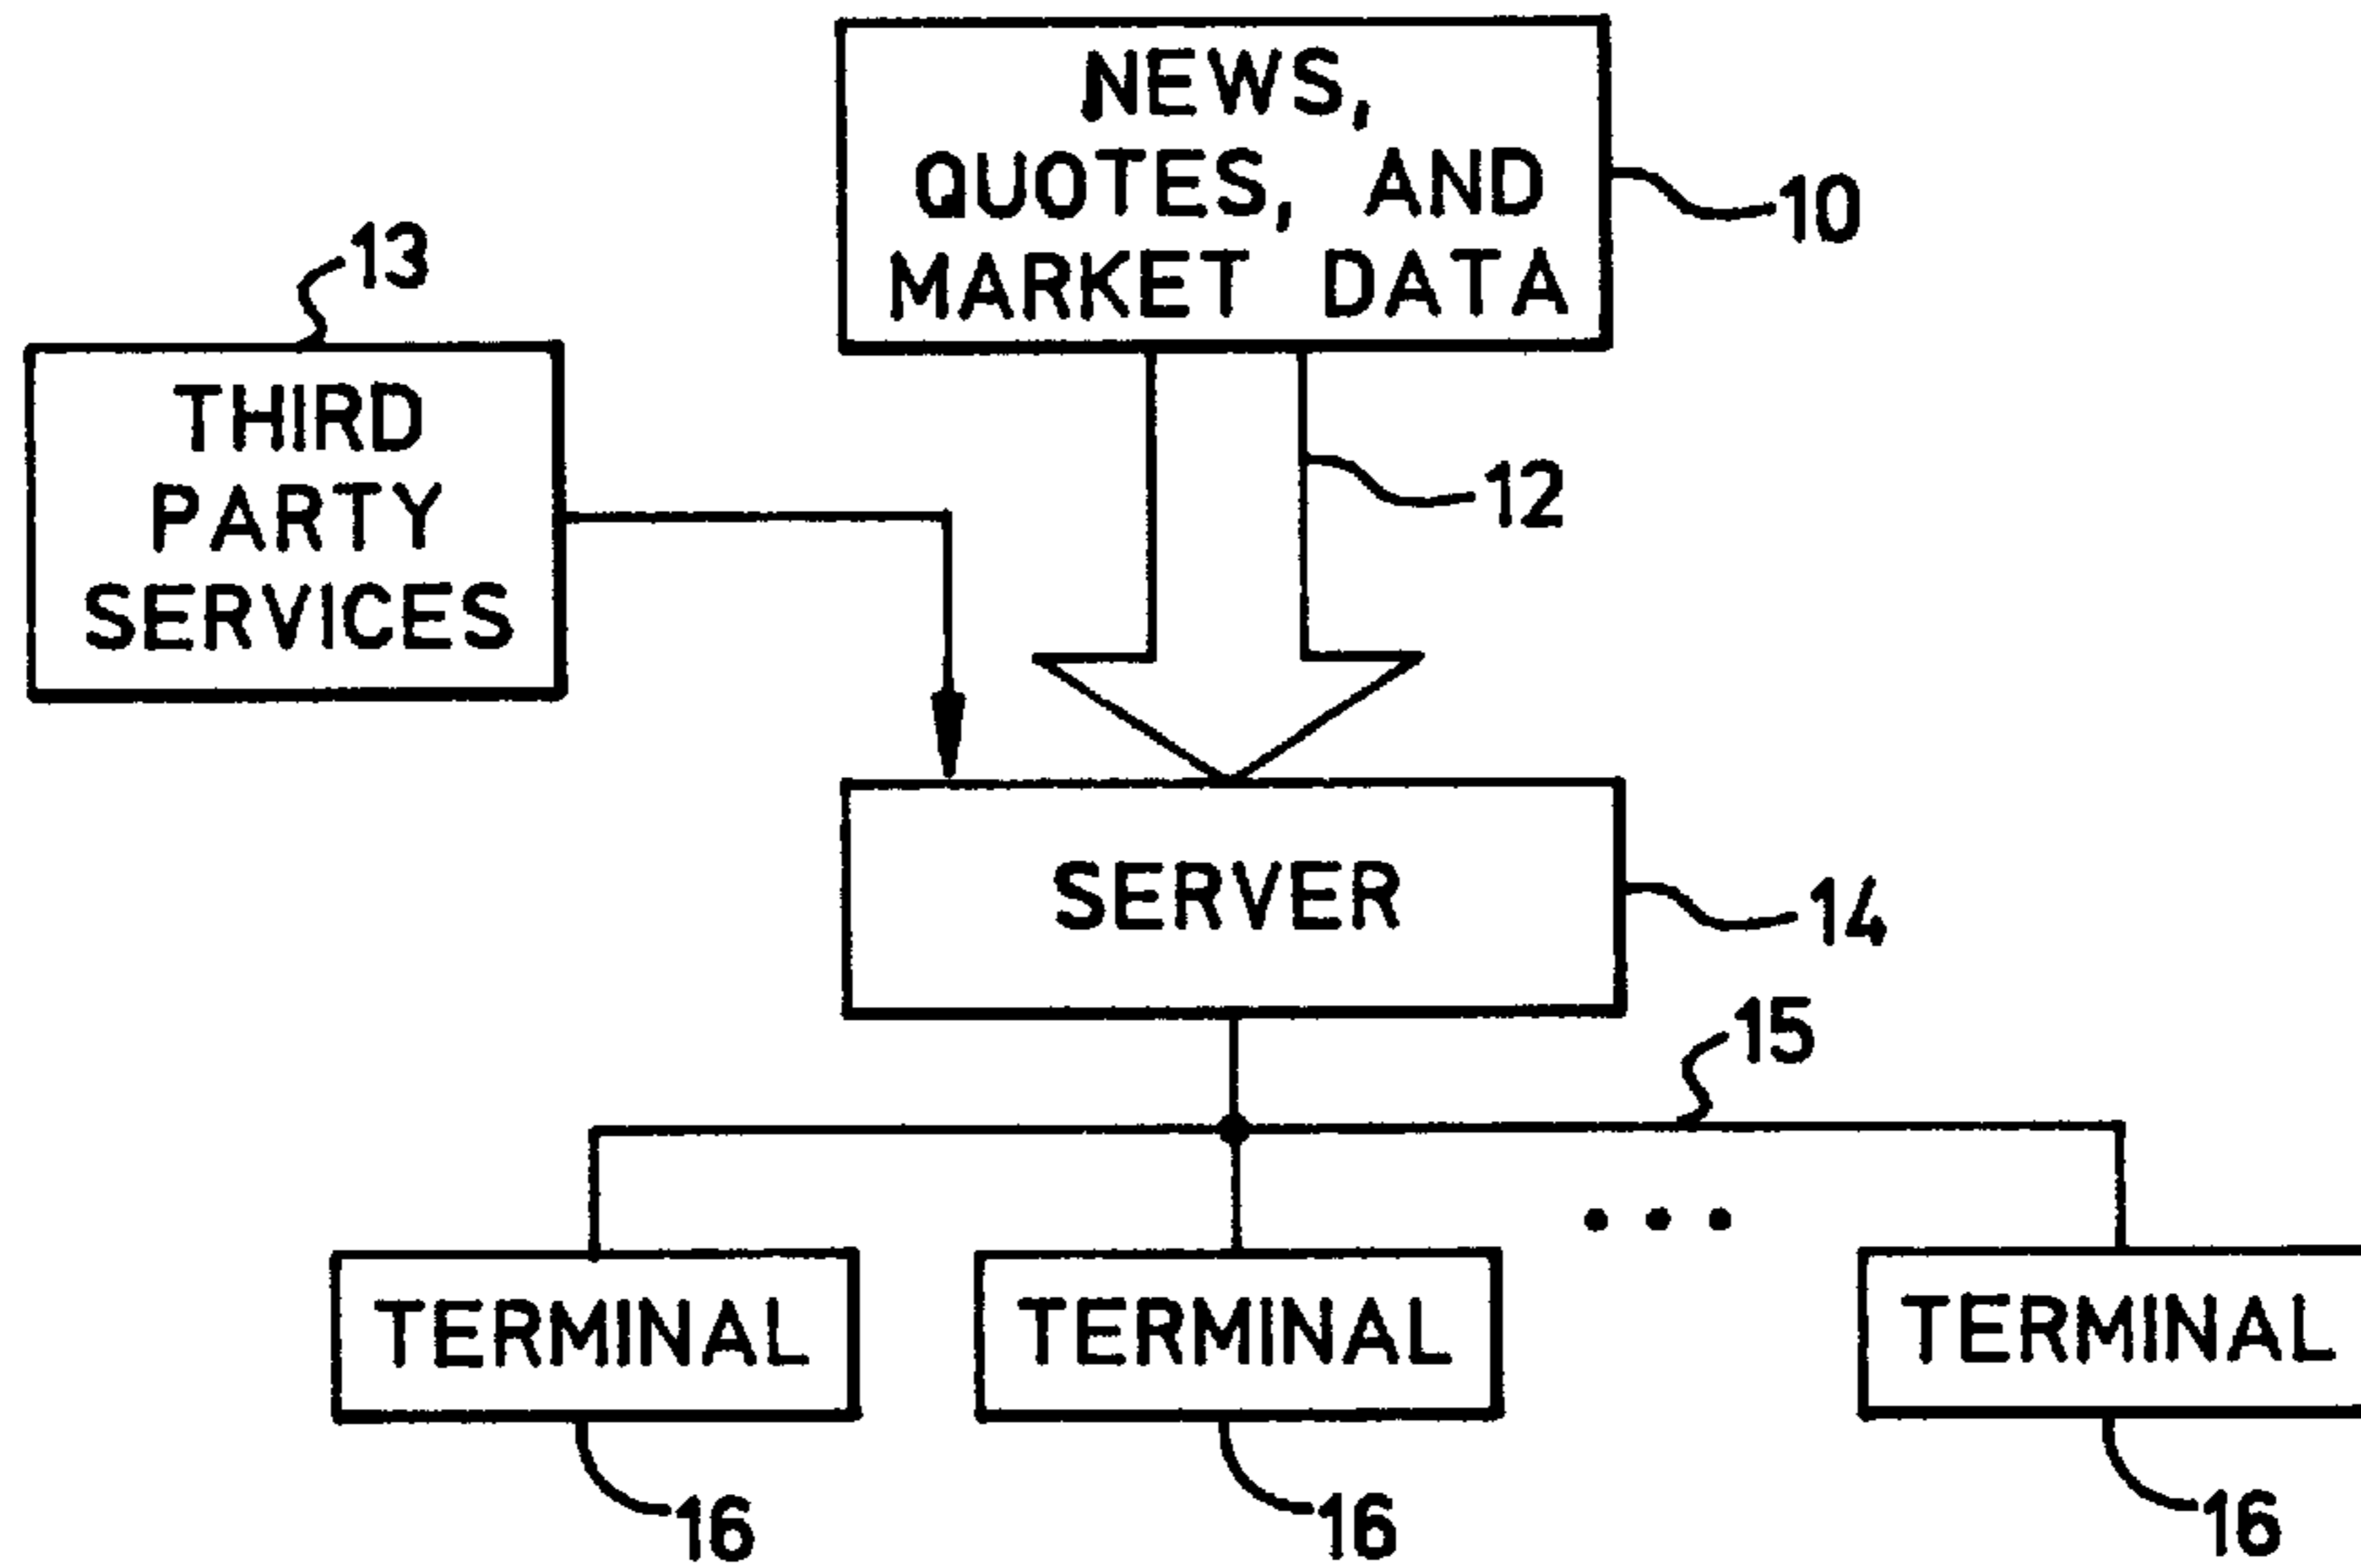 NEWS,
QUOTES, AND
MARKET DATA
10
13
THIRD
PARTY
SERVICES
12
SERVER
14
15
TERMINAL
TERMINAL
TERMINAL
16
16
16